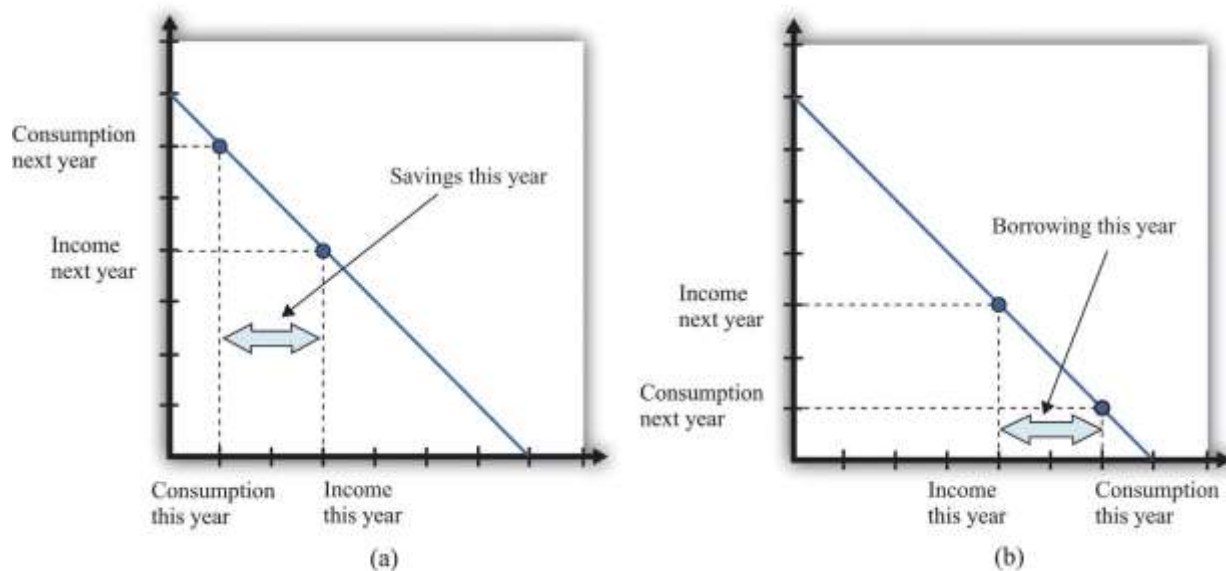 Consumption
next year
Savings this year
Income
next year
Consumption
this year
Income
this year
(a)
Borrowing this year
Income
next year
Consumption
next year
Income
this year
Consumption
this year
(b)